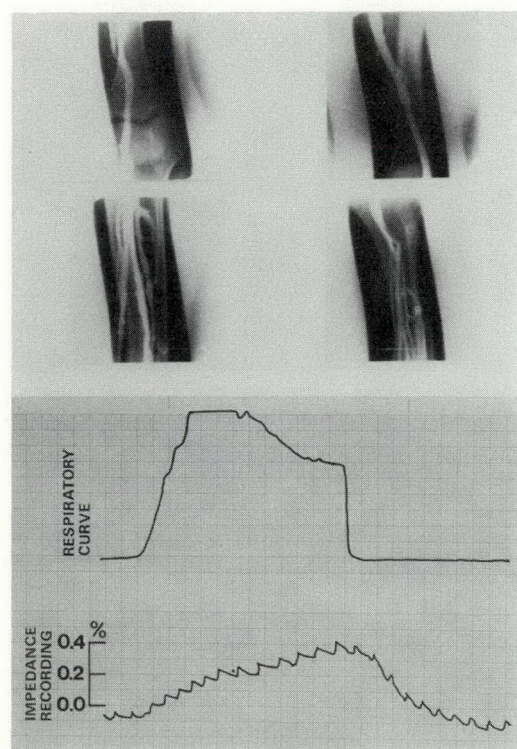 RESPIRATORY
CURVE
IMPEDANCE
RECORDING
%
0.4
0.2
0.0